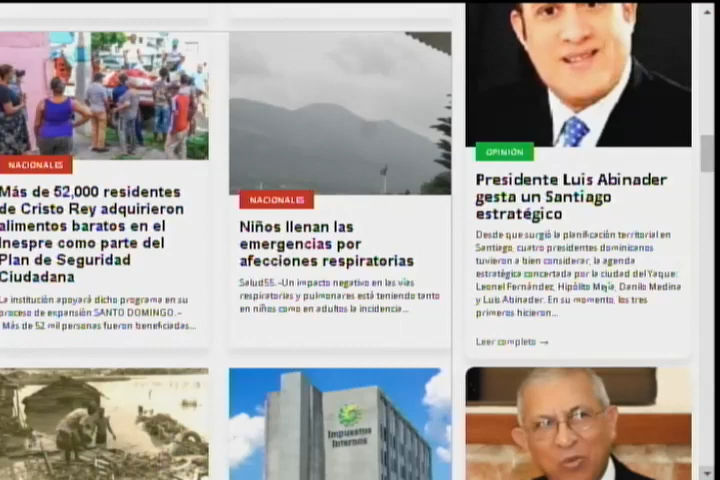 NACIONALES
Más de 52,000 residentes
de Cristo Rey adquirieron
alimentos baratos en el
Inespre como parte del
Plan de Seguridad
Ciudadana
La institución apoyará dicho programa en su
proceso de expansión SANTO DOMINGO.–
Más de 52 mil personas fueron beneficiadas...
NACIONALES
Niños llenan las
emergencias por
afecciones respiratorias
Salud55.-Un impacto negativo en las vías
respiratorias y pulmonares está teniendo tanto
en niños como en adultos la incidencia...
OPINIÓN
Presidente Luis Abinader
gesta un Santiago
estratégico
Desde que surgió la planificación territorial en
Santiago, cuatro presidentes dominicanos
tuvieron a bien considerar, la agenda
estratégica concertada por la ciudad del Yaque:
Leonel Fernández, Hipólito Mejía, Danilo Medina
y Luis Abinader. En su momento, los tres
primeros hicieron...
Leer completo →
Impuestos
Internos